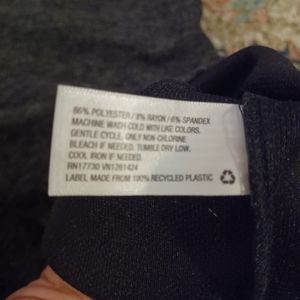 86% POLYESTER / 8% RAYON / 6% SPANDEX
MACHINE WASH COLD WITH LIKE COLORS.
GENTLE CYCLE. ONLY NON-CHLORINE
BLEACH IF NEEDED. TUMBLE DRY LOW.
COOL IRON IF NEEDED.
RN17730 VN1261424
LABEL MADE FROM 100% RECYCLED PLASTIC